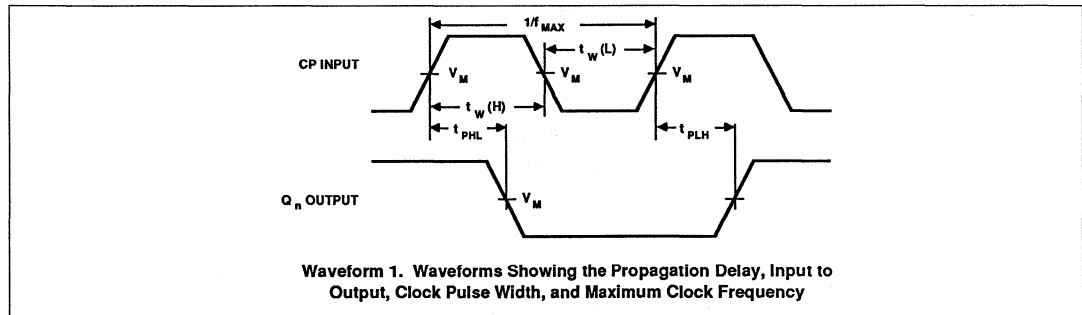 1/fMAX
tW(L)
CP INPUT
VM VM VM
tW(H)
tPHL tPLH
Qn OUTPUT
VM
Waveform 1. Waveforms Showing the Propagation Delay, Input to
Output, Clock Pulse Width, and Maximum Clock Frequency